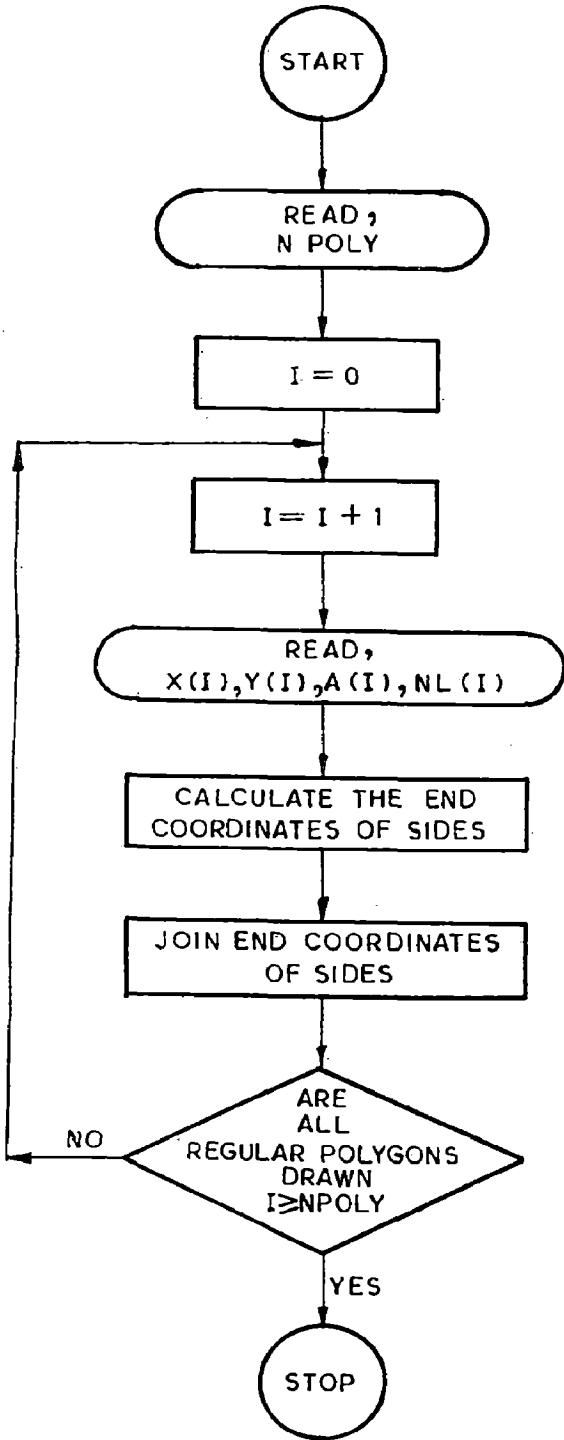 START
READ,
N POLY
I = 0
I = I + 1
READ,
X(I),Y(I),A(I),NL(I)
CALCULATE THE END
COORDINATES OF SIDES
JOIN END COORDINATES
OF SIDES
ARE
ALL
REGULAR POLYGONS
DRAWN
I≥NPOLY
NO
YES
STOP